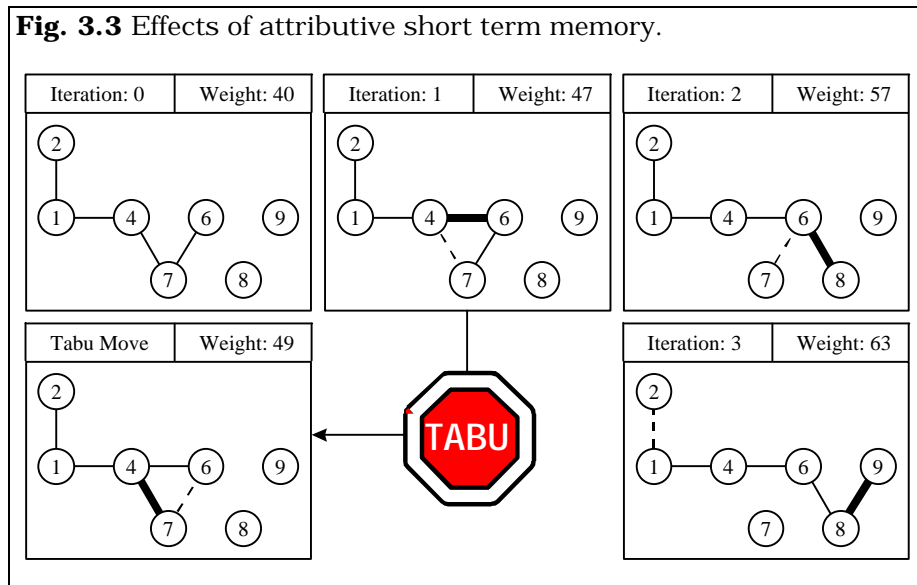 Fig. 3.3 Effects of attributive short term memory.
Iteration: 0 Weight: 40
2
1 4 6 9
7 8
Iteration: 1 Weight: 47
2
1 4 6 9
7 8
Iteration: 2 Weight: 57
2
1 4 6 9
7 8
Tabu Move Weight: 49
2
1 4 6 9
7 8
TABU
Iteration: 3 Weight: 63
2
1 4 6 9
7 8